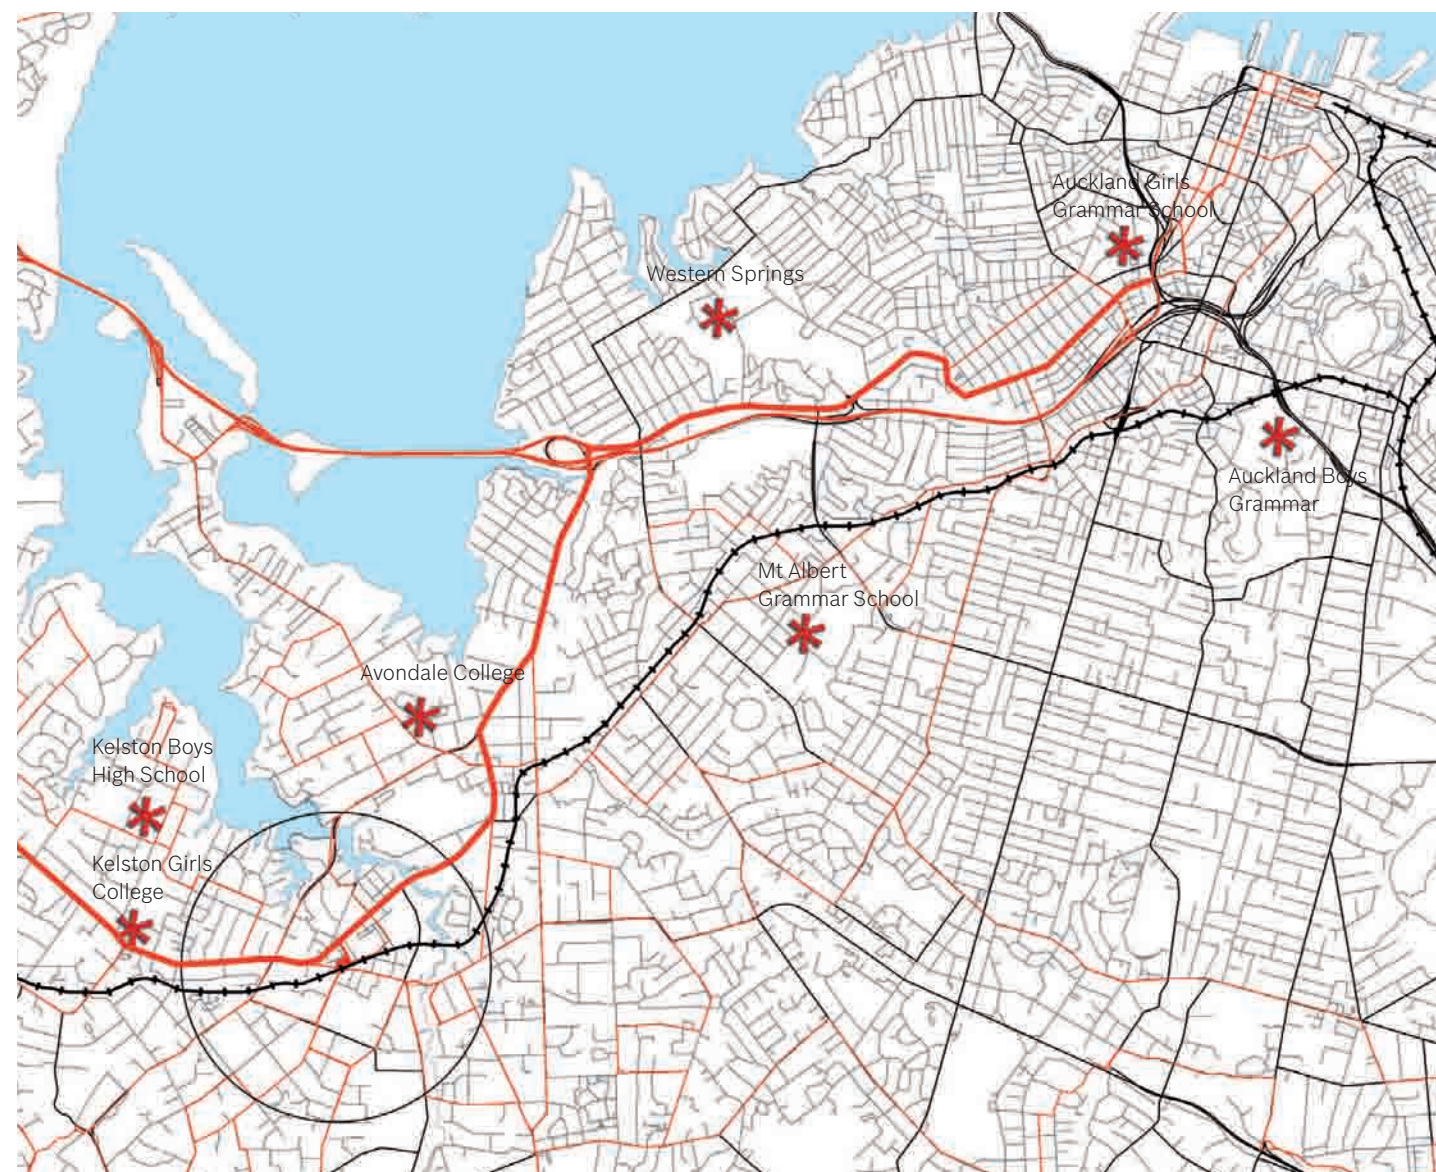 Auckland Girls
Grammar School
Western Springs
Auckland Boys
Grammar
Mt Albert
Grammar School
Avondale College
Kelston Boys
High School
Kelston Girls
College